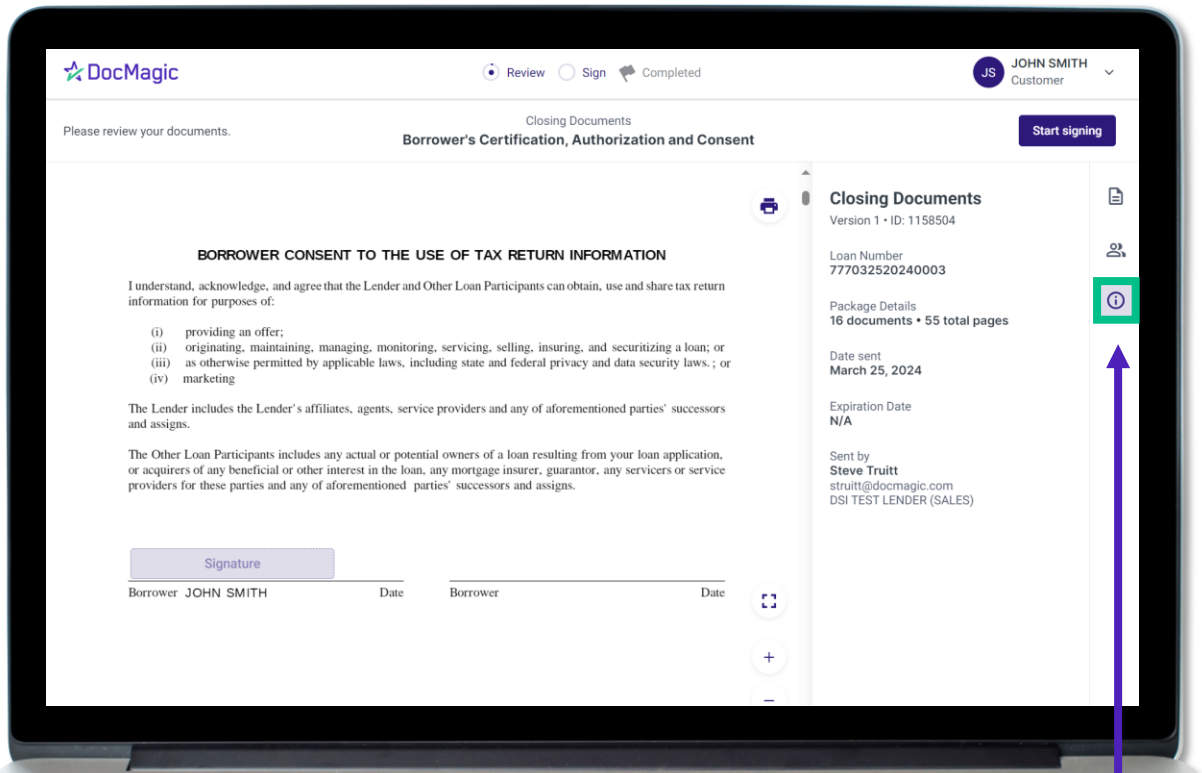 DocMagic
Review Sign Completed
JS
JOHN SMITH
Customer
Please review your documents.
Closing Documents
Borrower's Certification, Authorization and Consent
Start signing
BORROWER CONSENT TO THE USE OF TAX RETURN INFORMATION
I understand, acknowledge, and agree that the Lender and Other Loan Participants can obtain, use and share tax return
information for purposes of:
(i) providing an offer;
(ii) originating, maintaining, managing, monitoring, servicing, selling, insuring, and securitizing a loan; or
(iii) as otherwise permitted by applicable laws, including state and federal privacy and data security laws. ; or
(iv) marketing
The Lender includes the Lender's affiliates, agents, service providers and any of aforementioned parties' successors
and assigns.
The Other Loan Participants includes any actual or potential owners of a loan resulting from your loan application,
or acquirers of any beneficial or other interest in the loan, any mortgage insurer, guarantor, any servicers or service
providers for these parties and any of aforementioned parties' successors and assigns.
Signature
Borrower JOHN SMITH Date Borrower Date
Closing Documents
Version 1 • ID: 1158504
Loan Number
777032520240003
Package Details
16 documents • 55 total pages
Date sent
March 25, 2024
Expiration Date
N/A
Sent by
Steve Truitt
struitt@docmagic.com
DSI TEST LENDER (SALES)